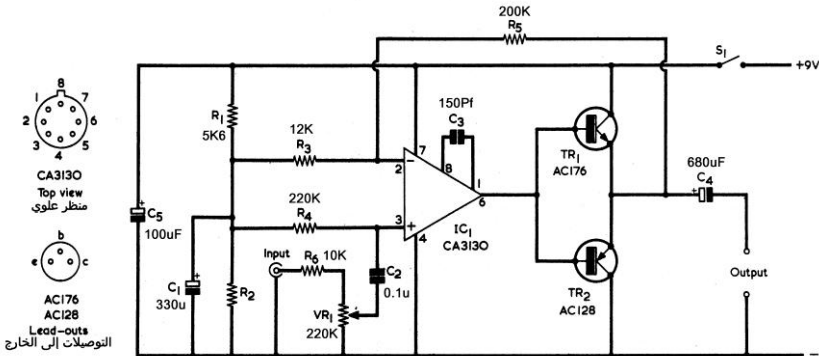 200K
R5
S1
+9V
150Pf
C3
8
1 7
2 6
3 5
4
CA3130
Top view
منظر علوي
R1
5K6
12K
R3
2
7
8
1
6
TR1
AC176
680uF
C4
+
220K
R4
3
4
IC1
CA3130
+
C5
100uF
b
e c
AC176
AC128
Lead-outs
التوصيلات إلى الخارج
+
C1
330u
R2
Input
R6 10K
C2
0.1u
VR1
220K
TR2
AC128
Output